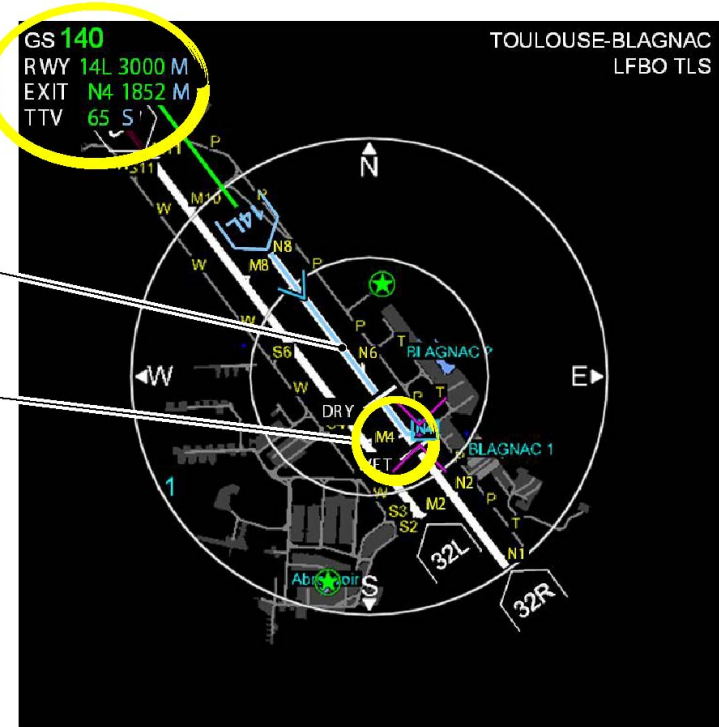 GS 140
RWY 14L 3000 M
EXIT N4 1852 M
TTV 65 S
TOULOUSE-BLAGNAC
LFBO TLS
N
S11
P
M10
W
14L
P
N8
M8
P
W
W
P
S6
N6
T
BLAGNAC
W
E
W
P
T
DRY
M4
N4
BLAGNAC 1
N2
1
W
M2
P
S3
S2
T
32L
N1
S
32R